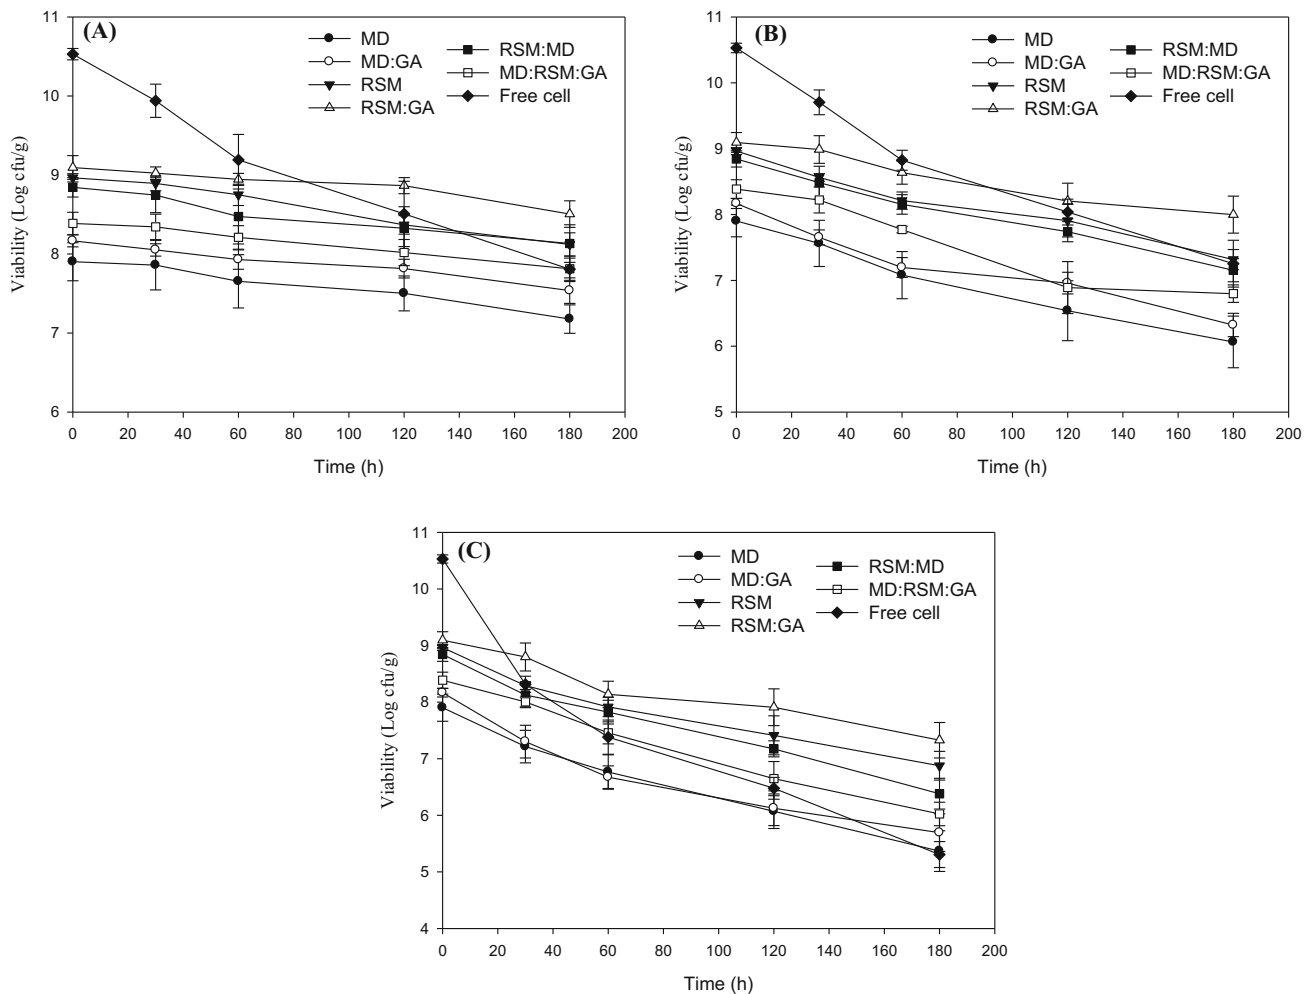 (A)
MD
MD:GA
RSM
RSM:GA
RSM:MD
MD:RSM:GA
Free cell
Viability (Log cfu/g)
11
10
9
8
7
6
0 20 40 60 80 100 120 140 160 180 200
Time (h)
(B)
MD
MD:GA
RSM
RSM:GA
RSM:MD
MD:RSM:GA
Free cell
Viability (Log cfu/g)
11
10
9
8
7
6
5
0 20 40 60 80 100 120 140 160 180 200
Time (h)
(C)
MD
MD:GA
RSM
RSM:GA
RSM:MD
MD:RSM:GA
Free cell
Viability (Log cfu/g)
11
10
9
8
7
6
5
4
0 20 40 60 80 100 120 140 160 180 200
Time (h)